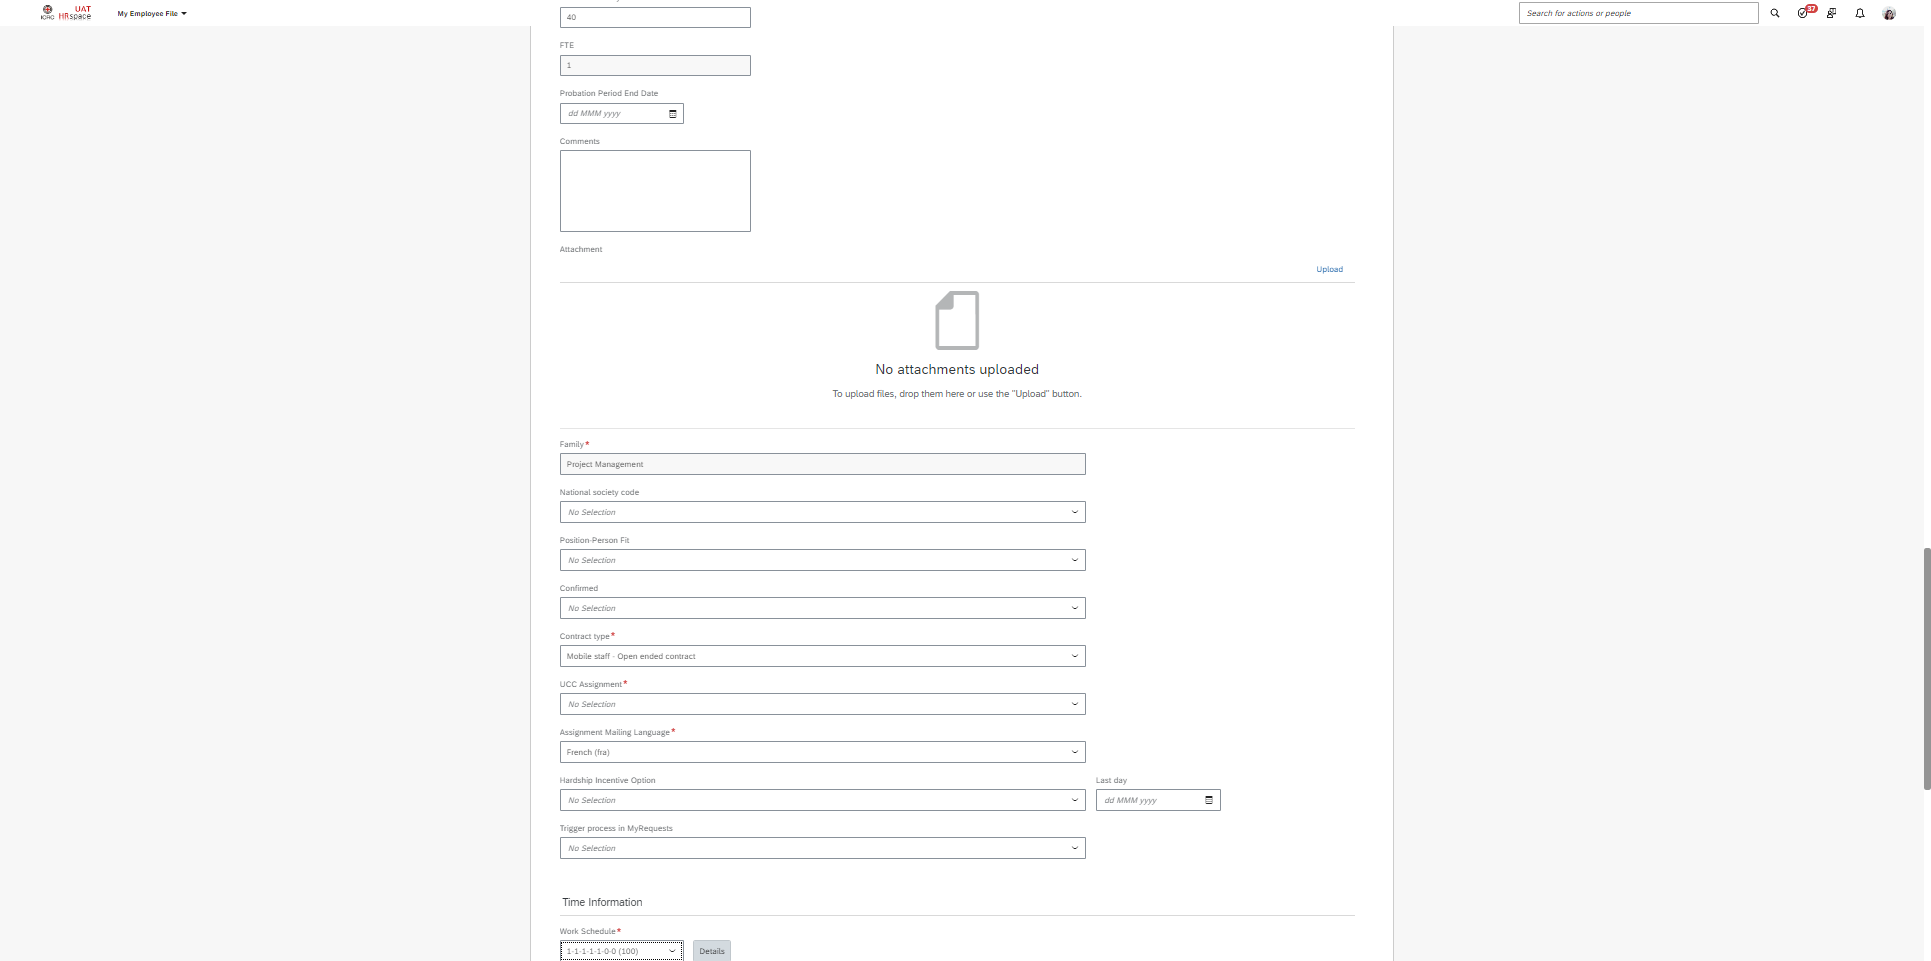 ICRC
UAT
HRspace
My Employee File
Search for actions or people
37
40
FTE
1
Probation Period End Date
dd MMM yyyy
Comments
Attachment
Upload
No attachments uploaded
To upload files, drop them here or use the "Upload" button.
Family*
Project Management
National society code
No Selection
Position-Person Fit
No Selection
Confirmed
No Selection
Contract type*
Mobile staff - Open ended contract
UCC Assignment*
No Selection
Assignment Mailing Language*
French (fra)
Hardship Incentive Option
Last day
No Selection
dd MMM yyyy
Trigger process in MyRequests
No Selection
Time Information
Work Schedule*
1-1-1-1-1-0-0 (100)
Details